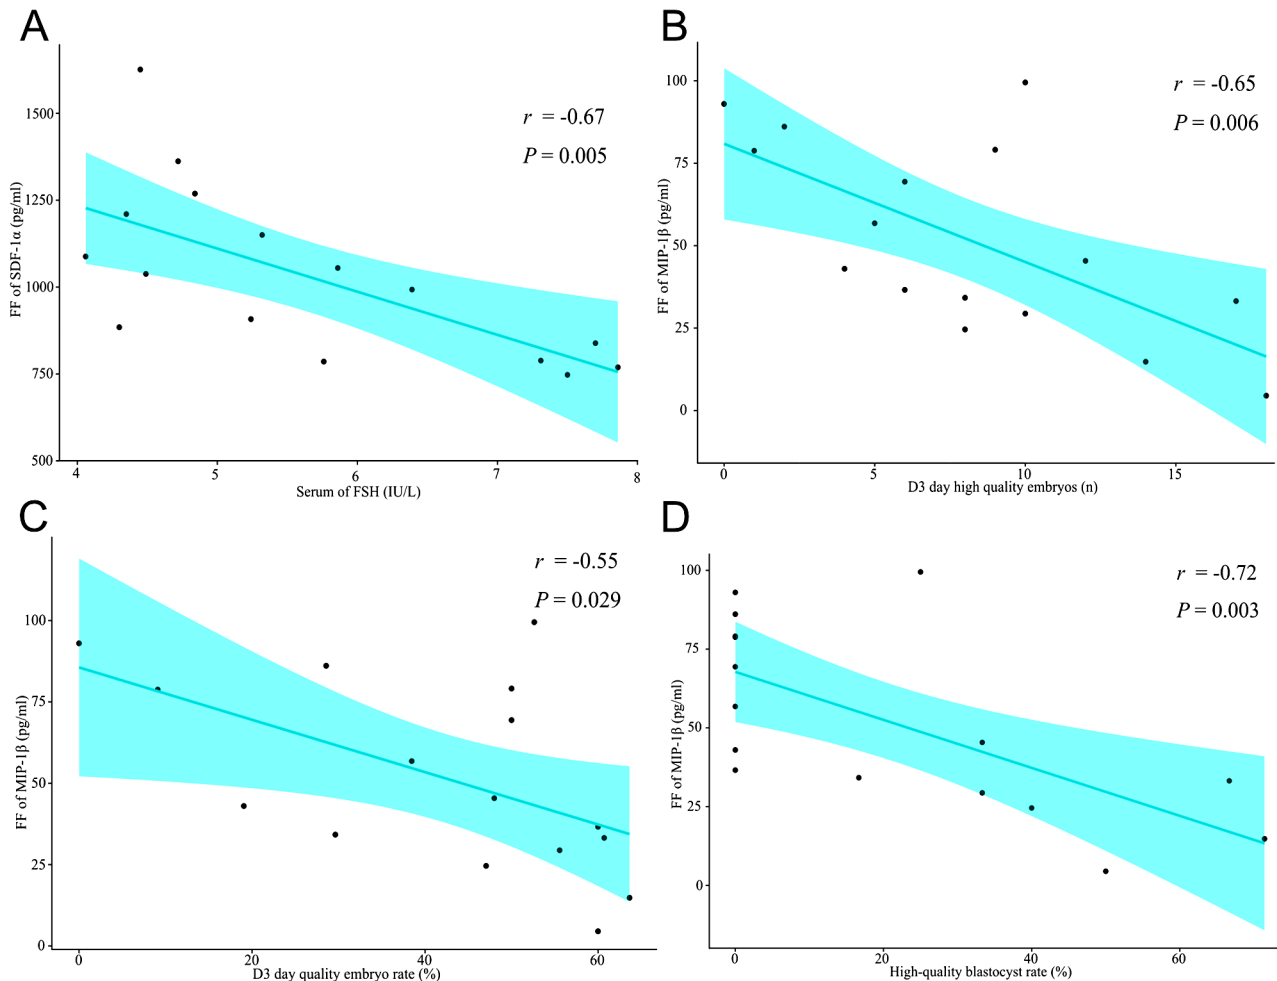 A
FF of SDF-1α (pg/ml)
1500
1250
1000
750
500
r = -0.67
P = 0.005
4 5 6 7 8
Serum of FSH (IU/L)
B
FF of MIP-1β (pg/ml)
100
75
50
25
0
r = -0.65
P = 0.006
0 5 10 15
D3 day high quality embryos (n)
C
FF of MIP-1β (pg/ml)
100
75
50
25
0
r = -0.55
P = 0.029
0 20 40 60
D3 day quality embryo rate (%)
D
FF of MIP-1β (pg/ml)
100
75
50
25
0
r = -0.72
P = 0.003
0 20 40 60
High-quality blastocyst rate (%)